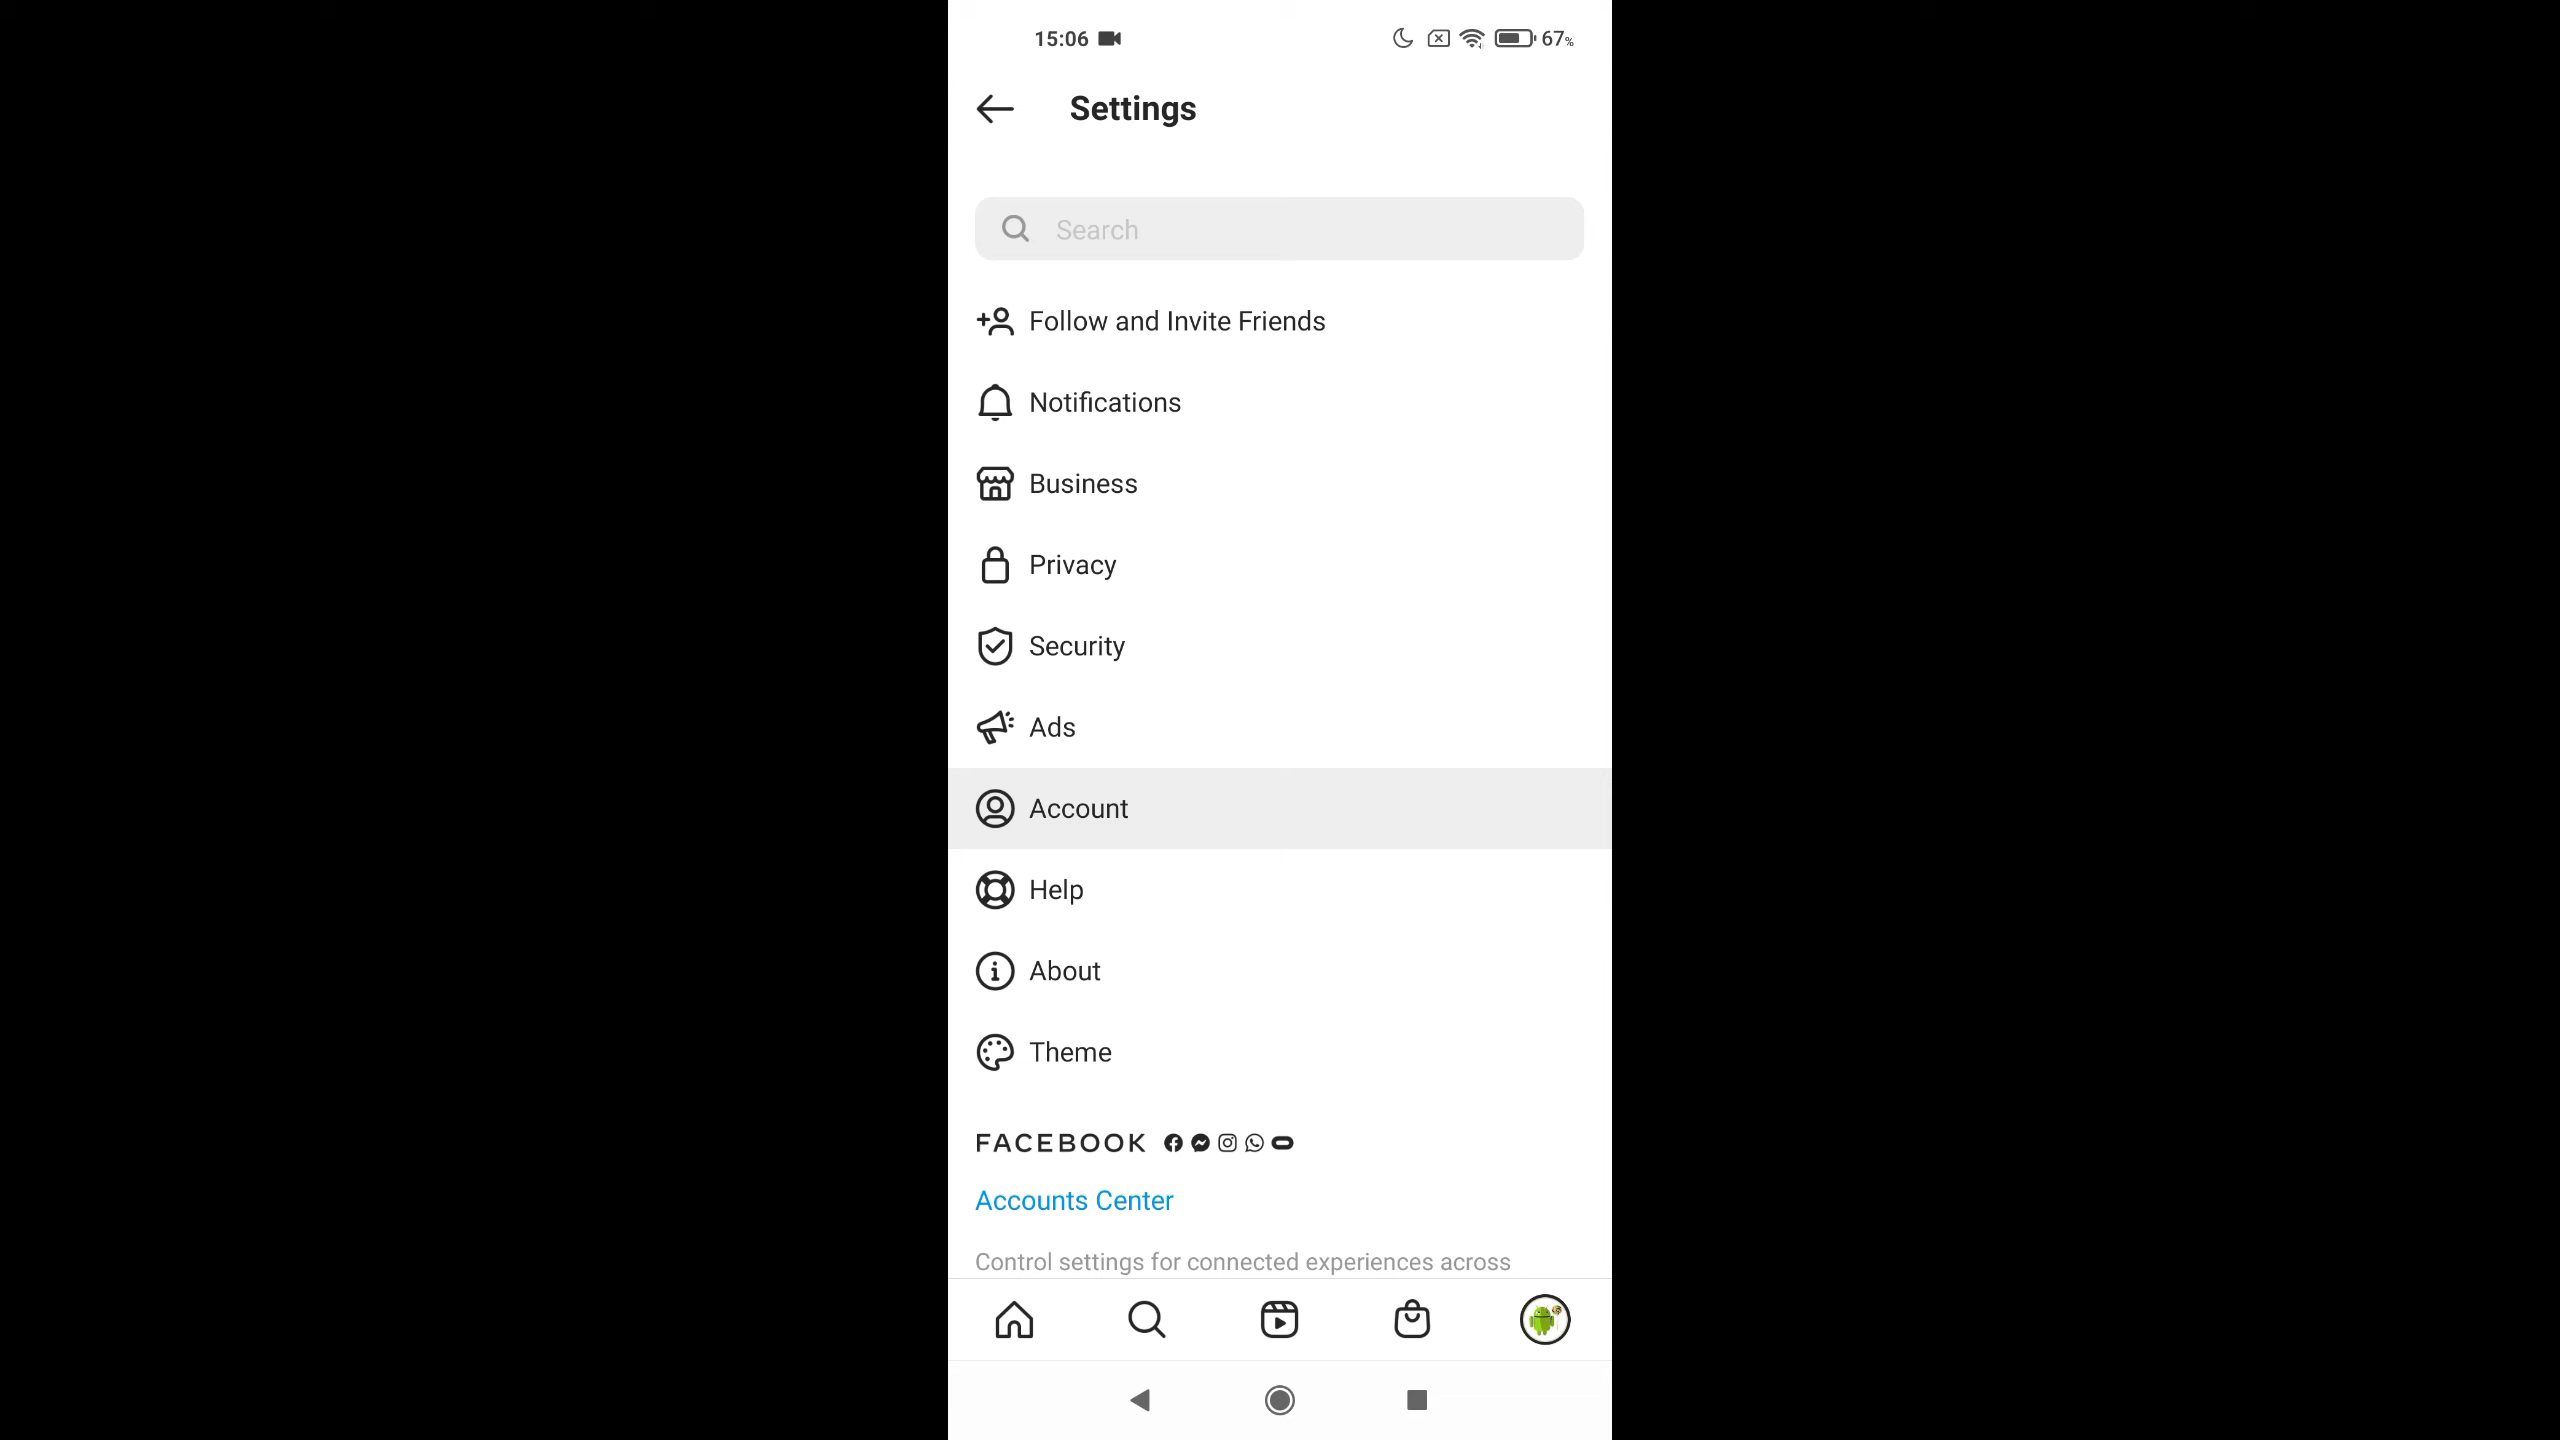 15:06 67%
Settings
Search
Follow and Invite Friends
Notifications
Business
Privacy
Security
Ads
Account
Help
About
Theme
FACEBOOK
Accounts Center
Control settings for connected experiences across